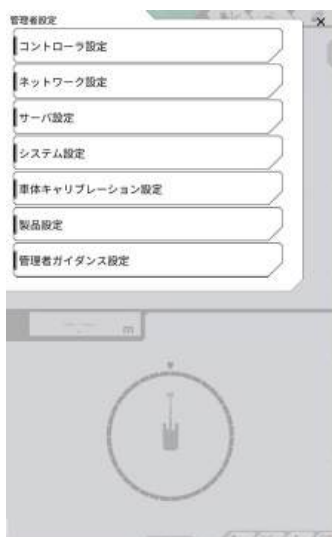 管理者設定
×
コントローラ設定
ネットワーク設定
サーバ設定
システム設定
車体キャリブレーション設定
製品設定
管理者ガイダンス設定
--.-- m